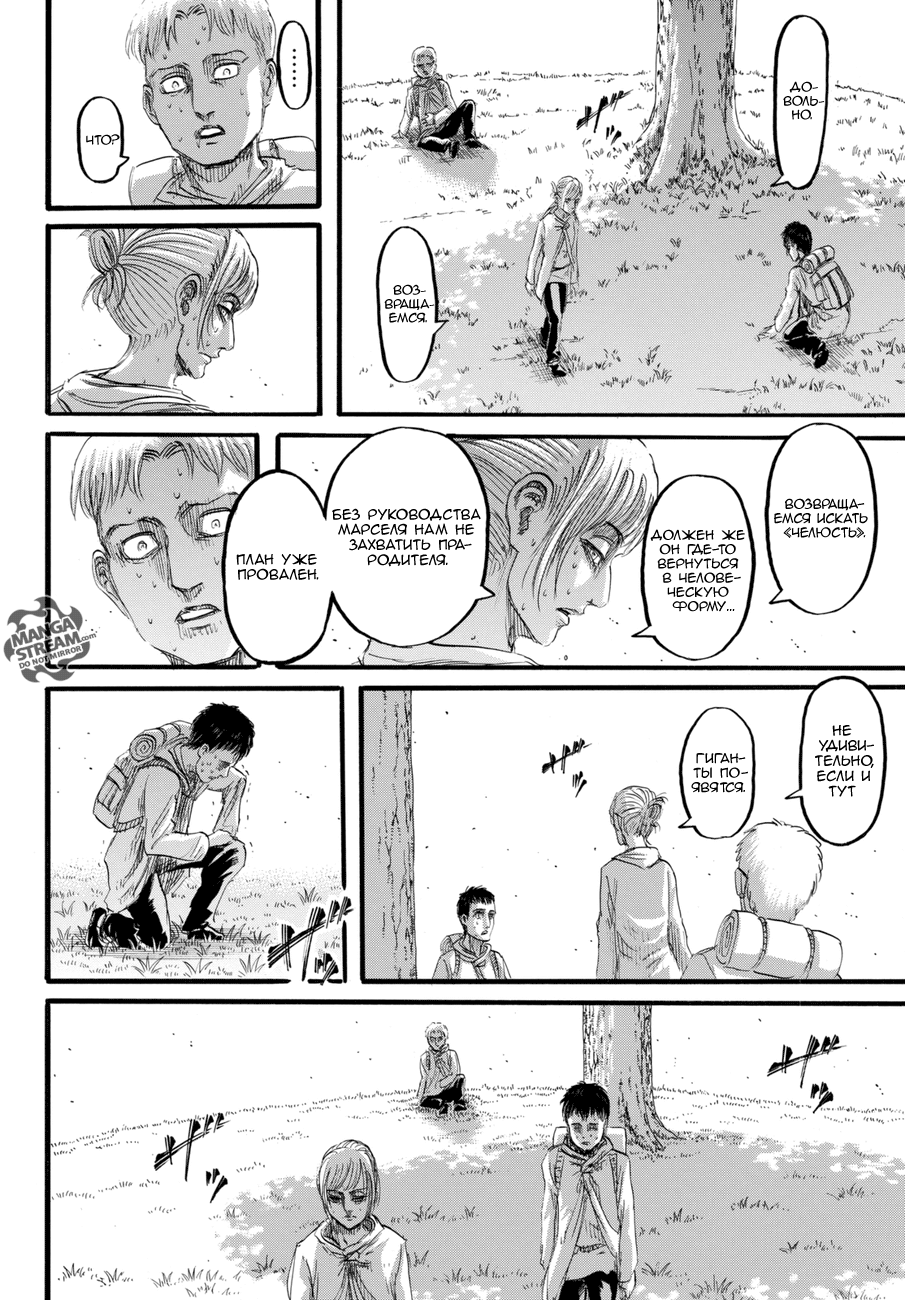 ДО-
ВОЛЬ-
НО.
ВОЗ-
ВРАЩА-
ЕМСЯ.
........
ЧТО?
ВОЗВРАЩА-
ЕМСЯ ИСКАТЬ
«ЧЕЛЮСТЬ».
ДОЛЖЕН ЖЕ
ОН ГДЕ-ТО
ВЕРНУТЬСЯ
В ЧЕЛОВЕ-
ЧЕСКУЮ
ФОРМУ...
БЕЗ РУКОВОДСТВА
МАРСЕЛЯ НАМ НЕ
ЗАХВАТИТЬ ПРА-
РОДИТЕЛЯ.
ПЛАН УЖЕ
ПРОВАЛЕН.
MANGA
STREAM.com
DO NOT MIRROR
НЕ
УДИВИ-
ТЕЛЬНО,
ЕСЛИ И
ТУТ
ГИГАН-
ТЫ ПО-
ЯВЯТСЯ.